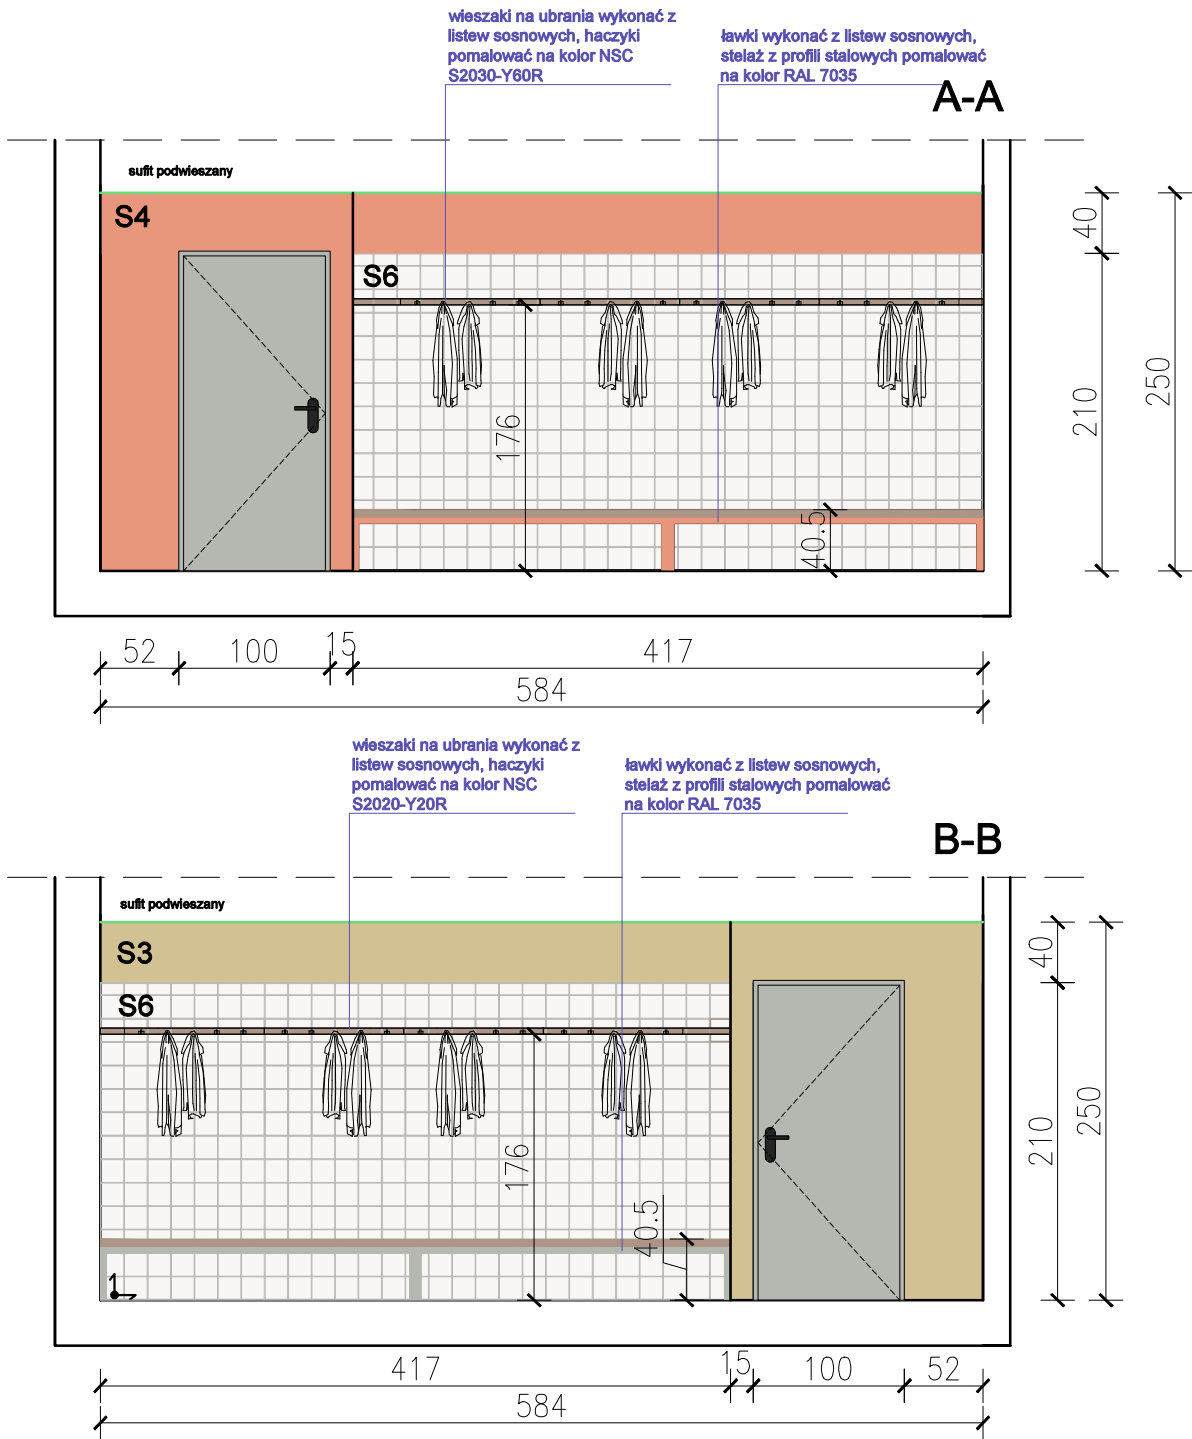 wieszaki na ubrania wykonać z
listew sosnowych, haczyki
pomalować na kolor NSC
S2030-Y60R
ławki wykonać z listew sosnowych,
stelaż z profili stalowych pomalować
na kolor RAL 7035
A-A
sufit podwieszany
S4
S6
40
210
250
176
40.5
52
100
15
417
584
wieszaki na ubrania wykonać z
listew sosnowych, haczyki
pomalować na kolor NSC
S2020-Y20R
ławki wykonać z listew sosnowych,
stelaż z profili stalowych pomalować
na kolor RAL 7035
B-B
sufit podwieszany
S3
S6
40
210
250
176
40.5
1
417
15
100
52
584